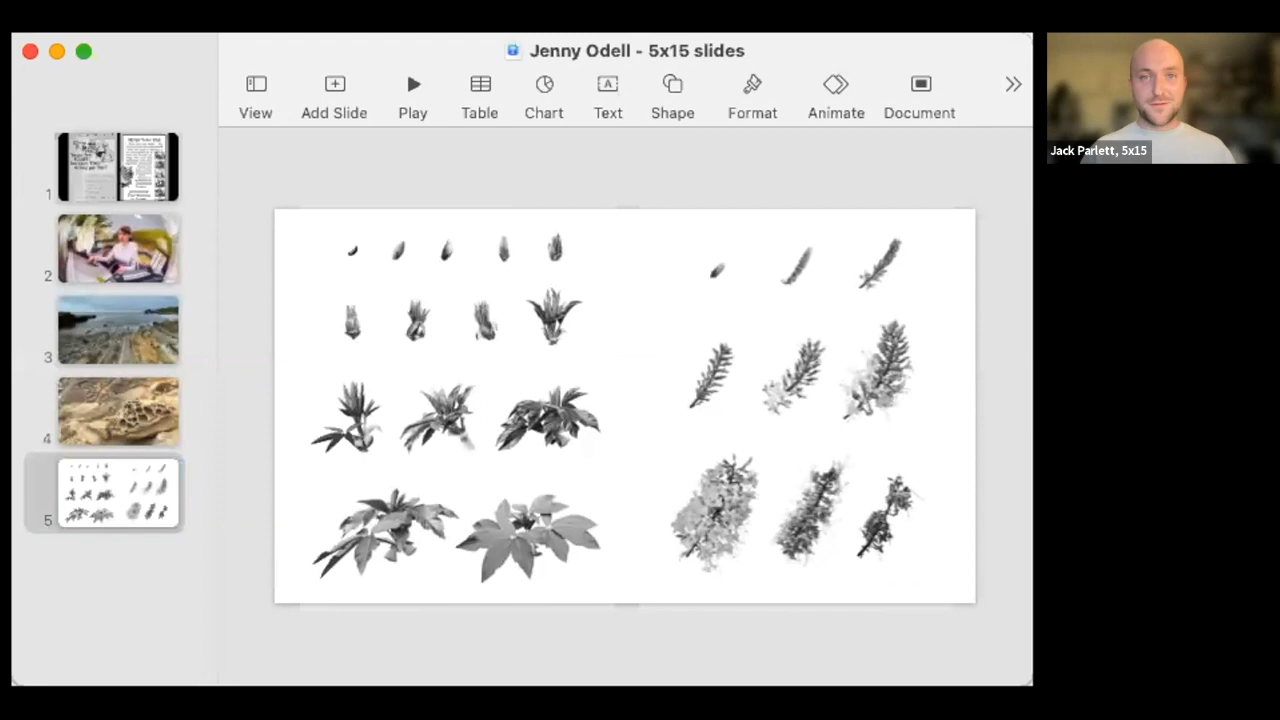 Jenny Odell - 5x15 slides
View
Add Slide
Play
Table
Chart
Text
Shape
Format
Animate
Document
1
2
3
4
5
Jack Parlett, 5x15